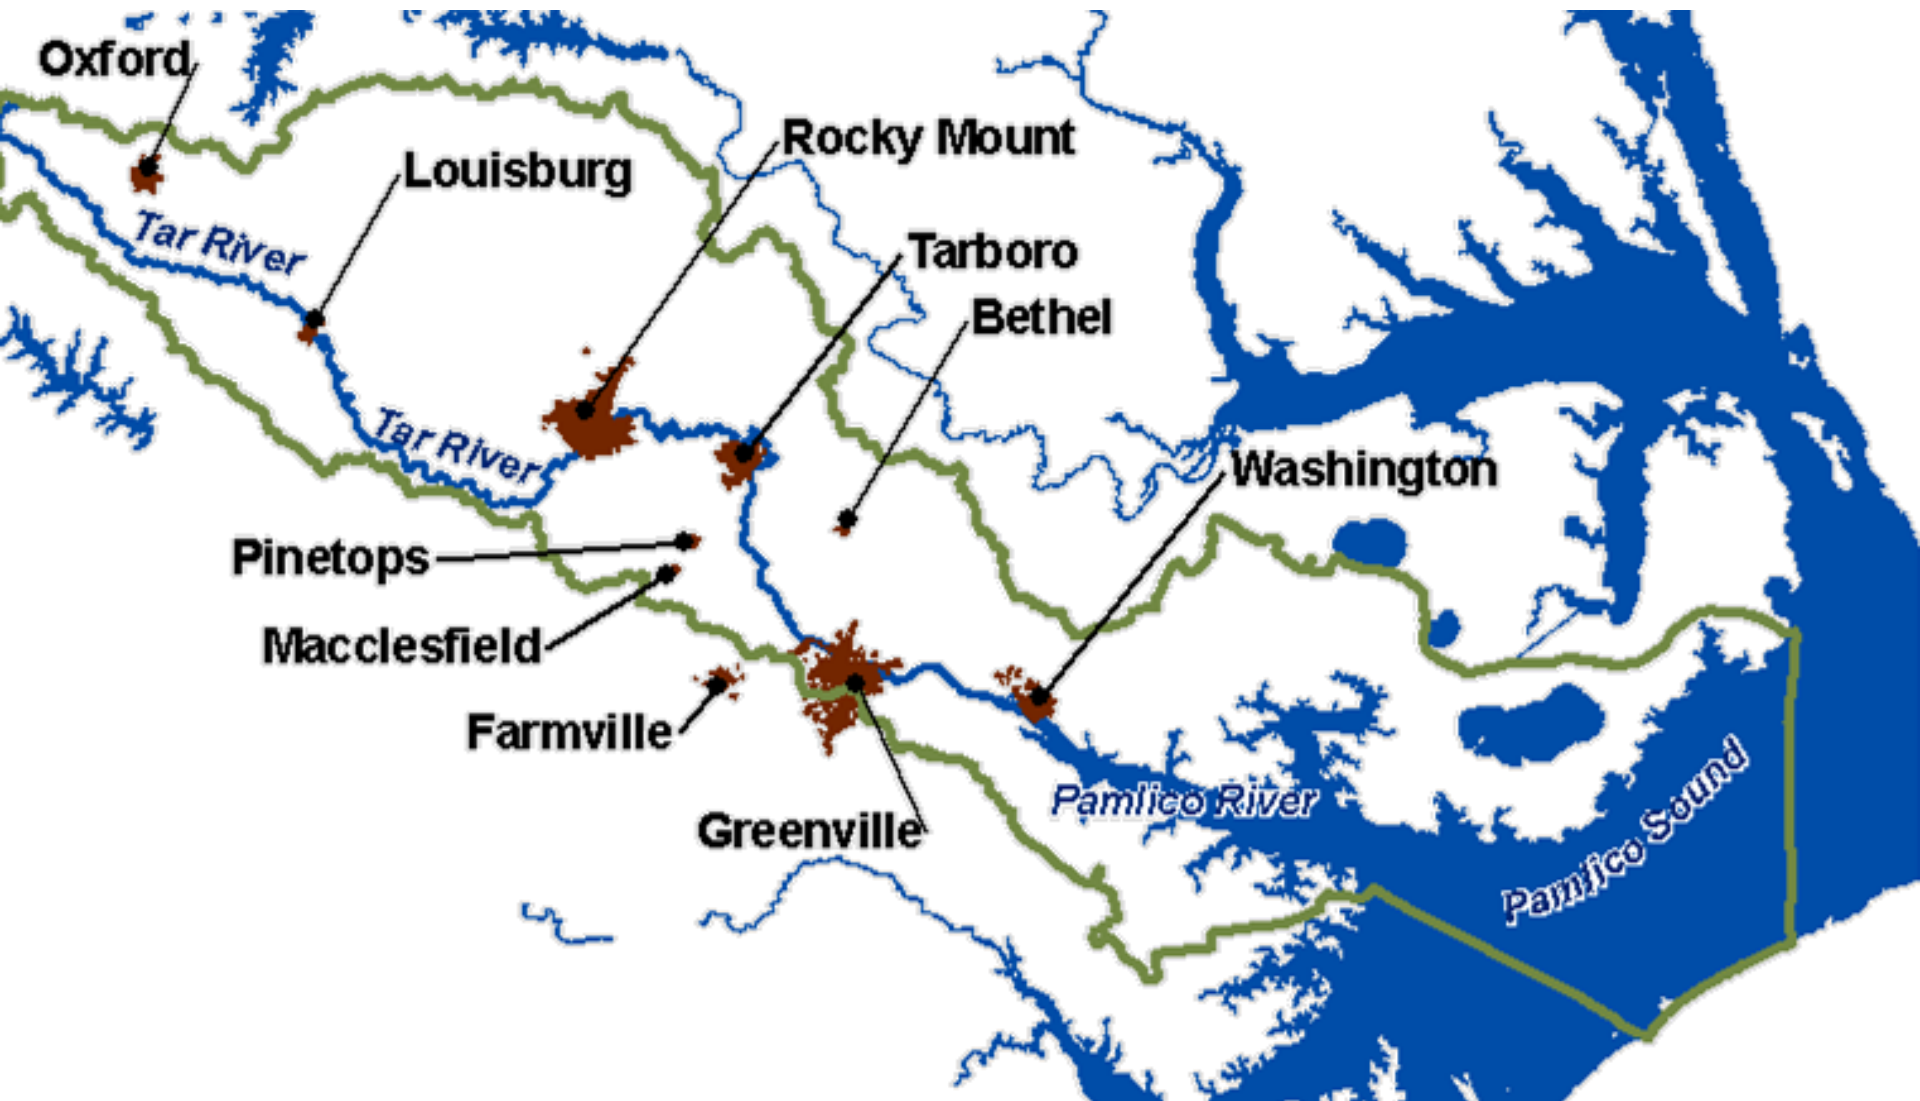 Oxford
Rocky Mount
Louisburg
Tar River
Tarboro
Bethel
Tar River
Washington
Pinetops
Macclesfield
Farmville
Greenville
Pamlico River
Pamlico Sound